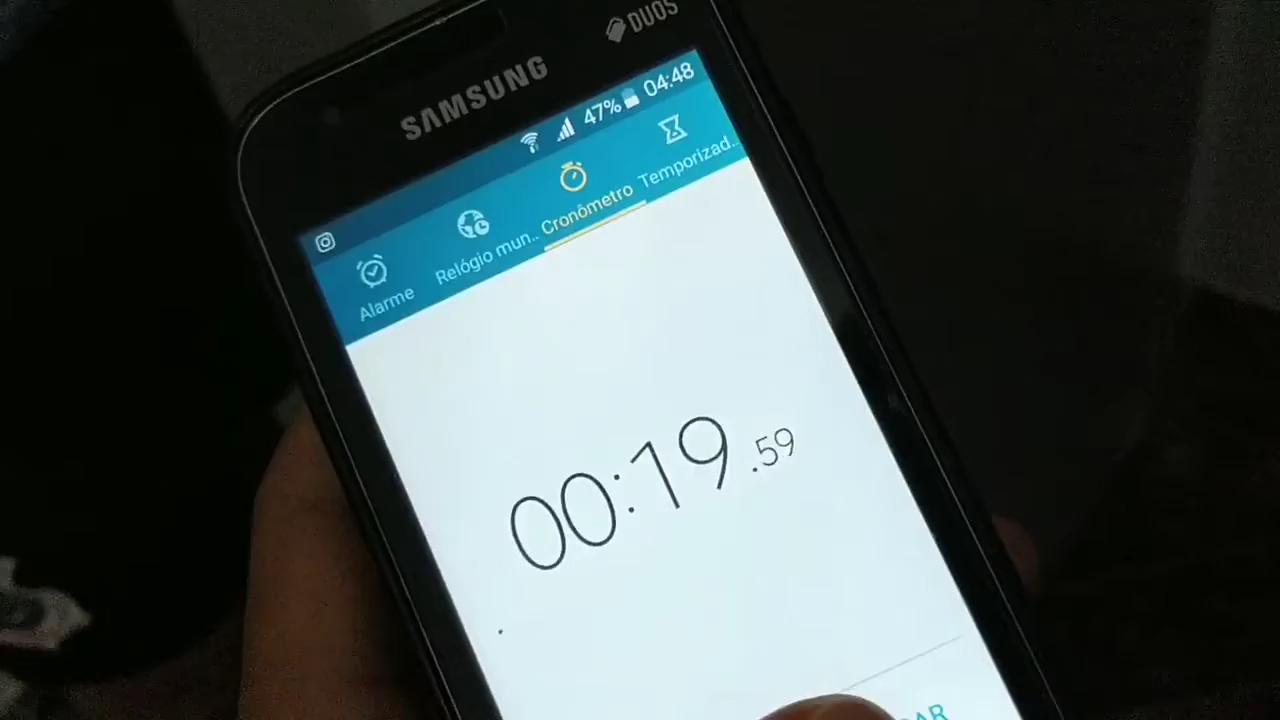 SAMSUNG
DUOS
47% 04:48
Alarme
Relógio mun..
Cronômetro
Temporizad..
00:19.59